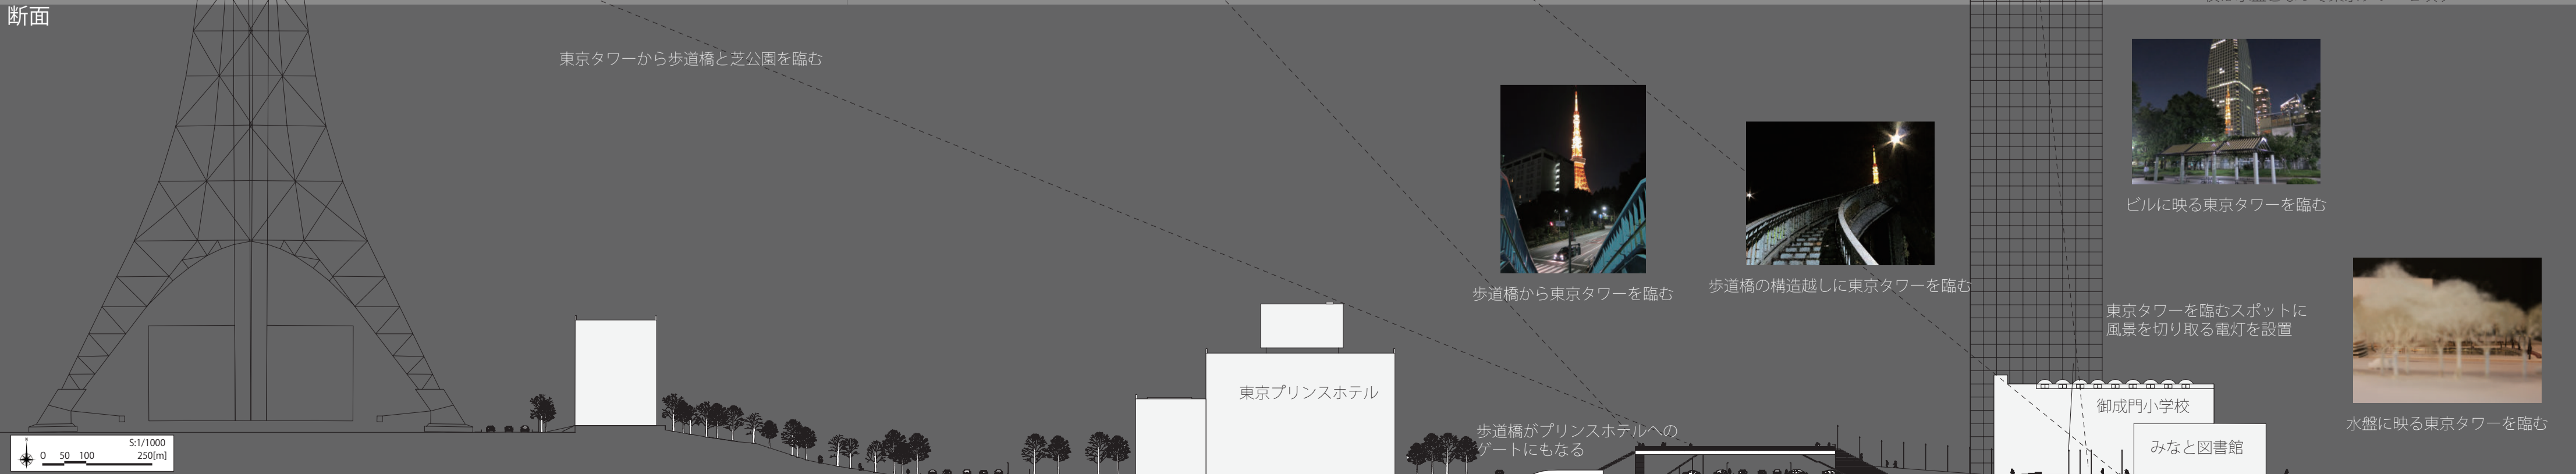 断面
東京タワーから歩道橋と芝公園を臨む
ビルに映る東京タワーを臨む
歩道橋から東京タワーを臨む
歩道橋の構造越しに東京タワーを臨む
東京タワーを臨むスポットに
風景を切り取る電灯を設置
水盤に映る東京タワーを臨む
東京プリンスホテル
歩道橋がプリンスホテルへの
ゲートにもなる
御成門小学校
みなと図書館
S:1/1000
0 50 100 250[m]